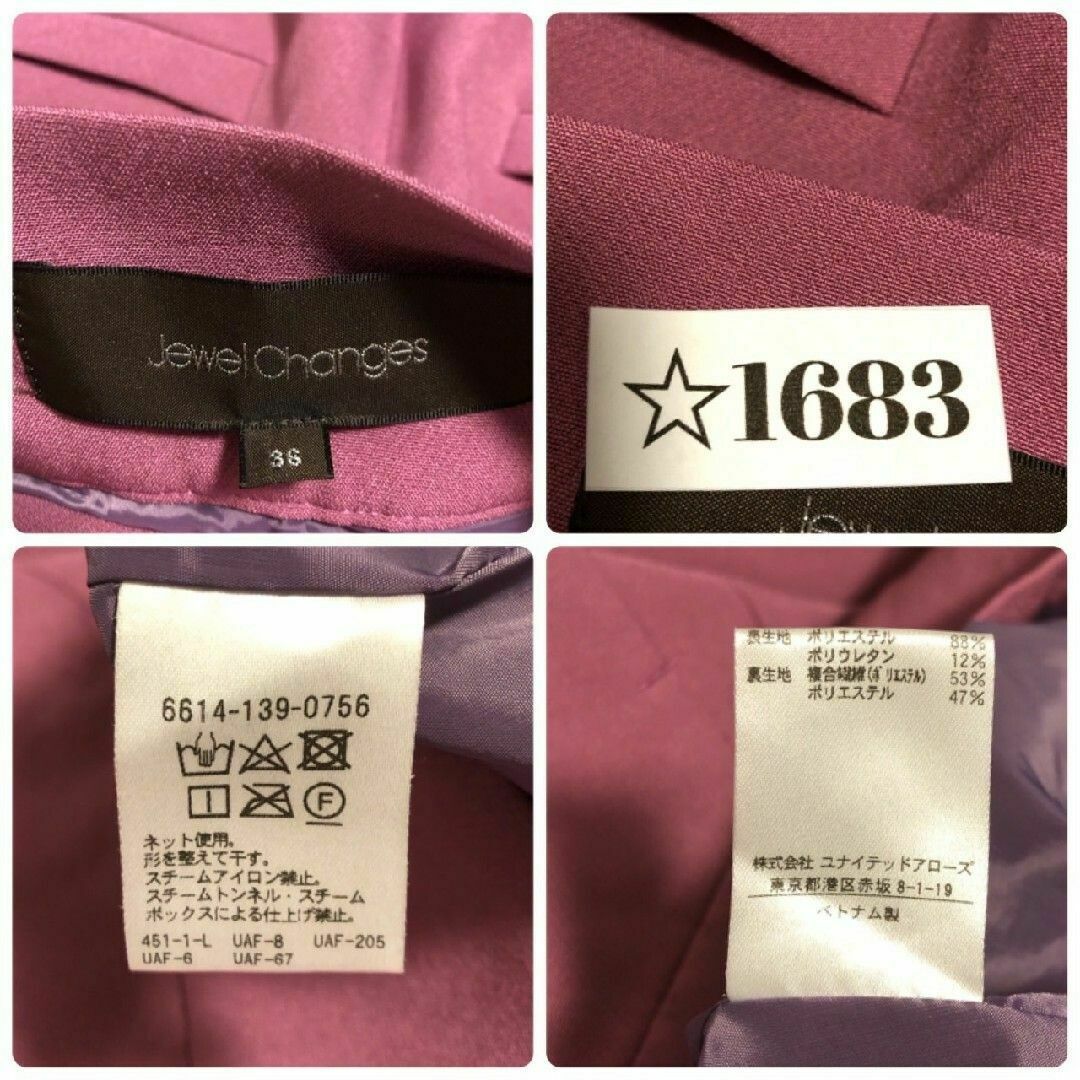 Jewel Changes
36
☆1683
6614-139-0756
F
ネット使用。
形を整えて干す。
スチームアイロン禁止。
スチームトンネル・スチーム
ボックスによる仕上げ禁止。
451-1-L UAF-8 UAF-205
UAF-6 UAF-67
表生地 ポリエステル 88%
ポリウレタン 12%
裏生地 複合繊維(ポリエステル) 53%
ポリエステル 47%
株式会社 ユナイテッドアローズ
東京都港区赤坂 8-1-19
ベトナム製